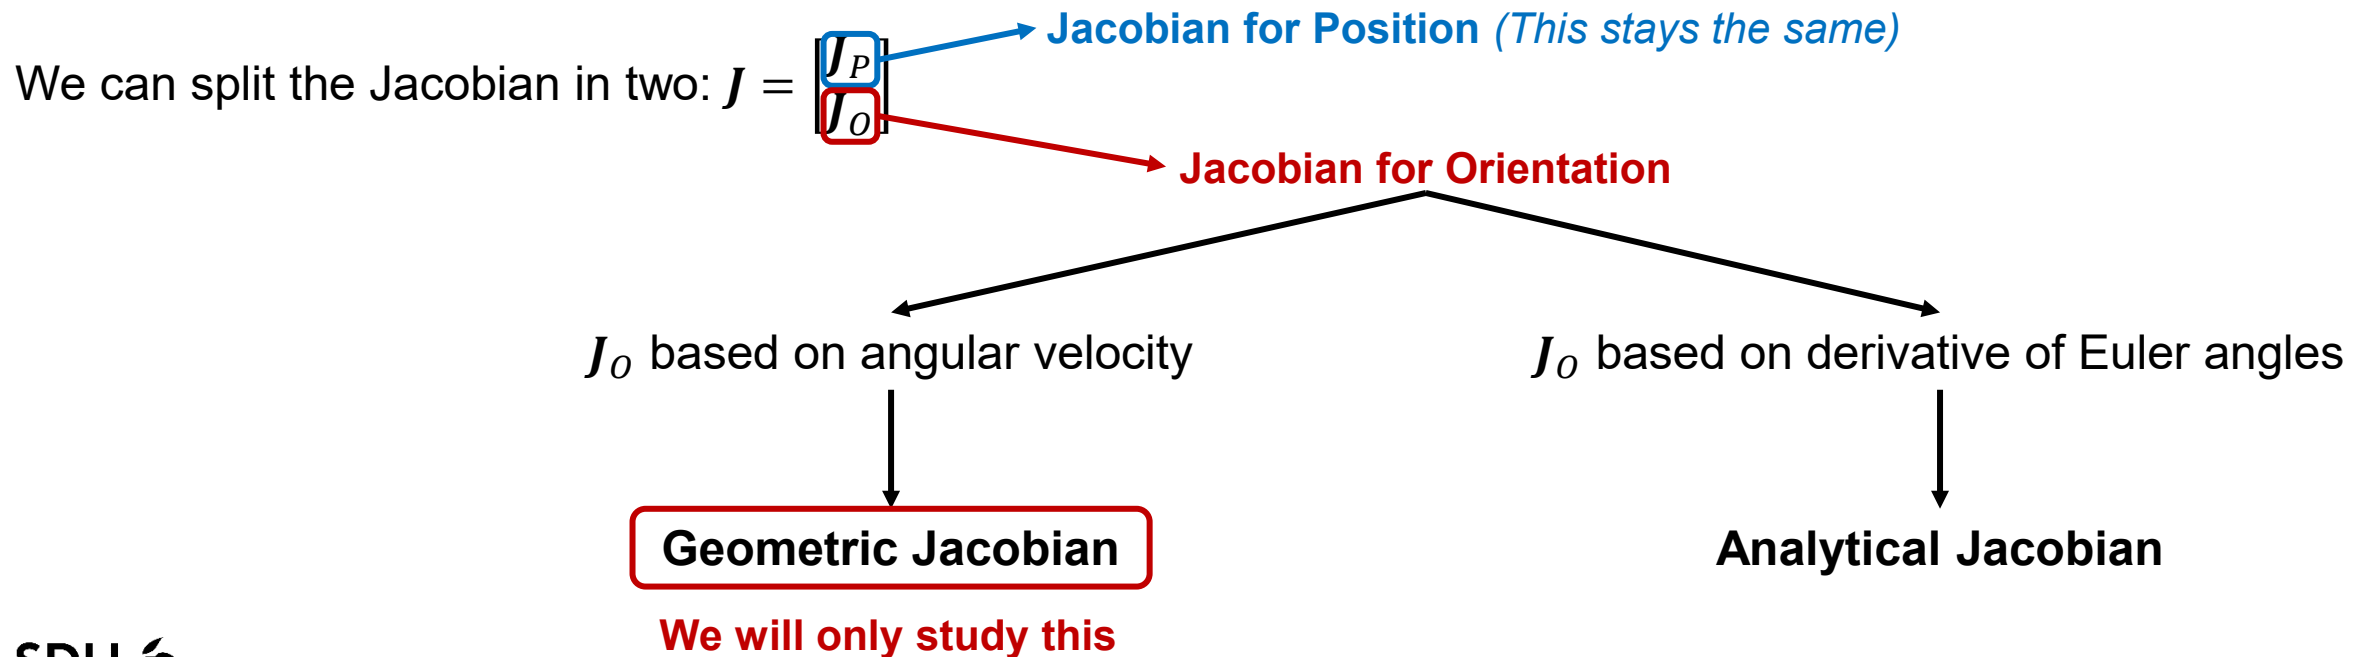 Jacobian for Position (This stays the same)
We can split the Jacobian in two: J = [J_P J_O]
Jacobian for Orientation
J_O based on angular velocity
J_O based on derivative of Euler angles
Geometric Jacobian
Analytical Jacobian
We will only study this